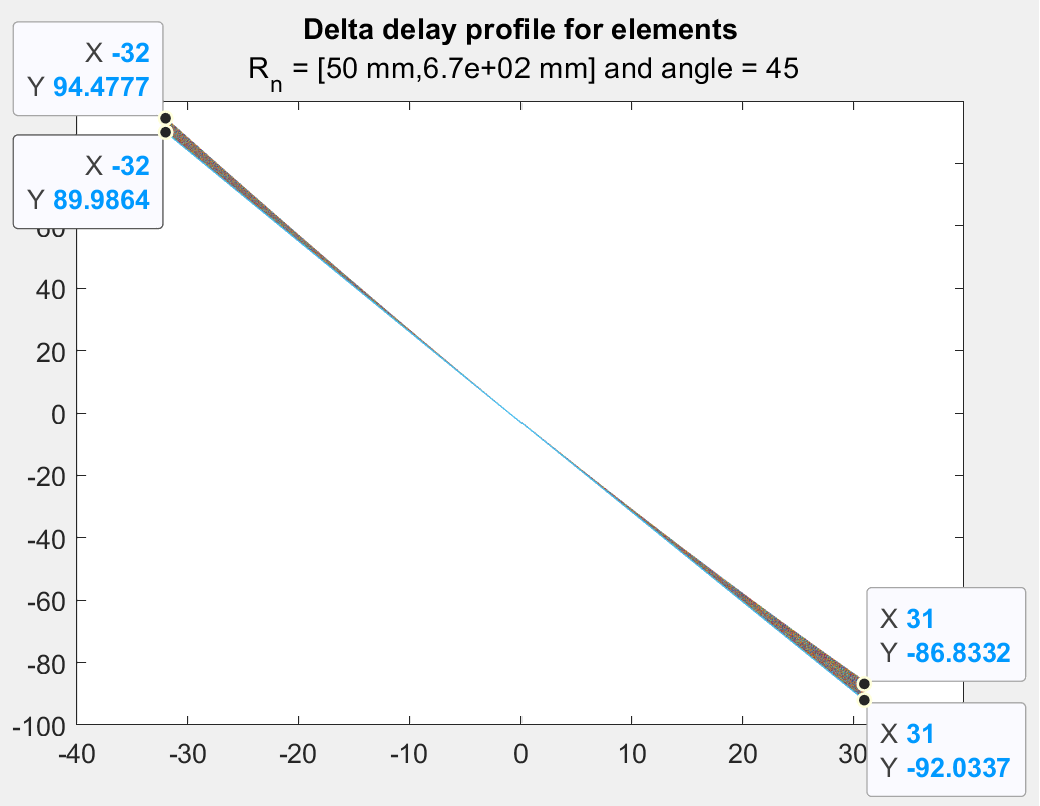 Delta delay profile for elements
R_n = [50 mm,6.7e+02 mm] and angle = 45
X -32
Y 94.4777
X -32
Y 89.9864
60
40
20
0
-20
-40
-60
-80
-100
-40
-30
-20
-10
0
10
20
30
X 31
Y -86.8332
X 31
Y -92.0337